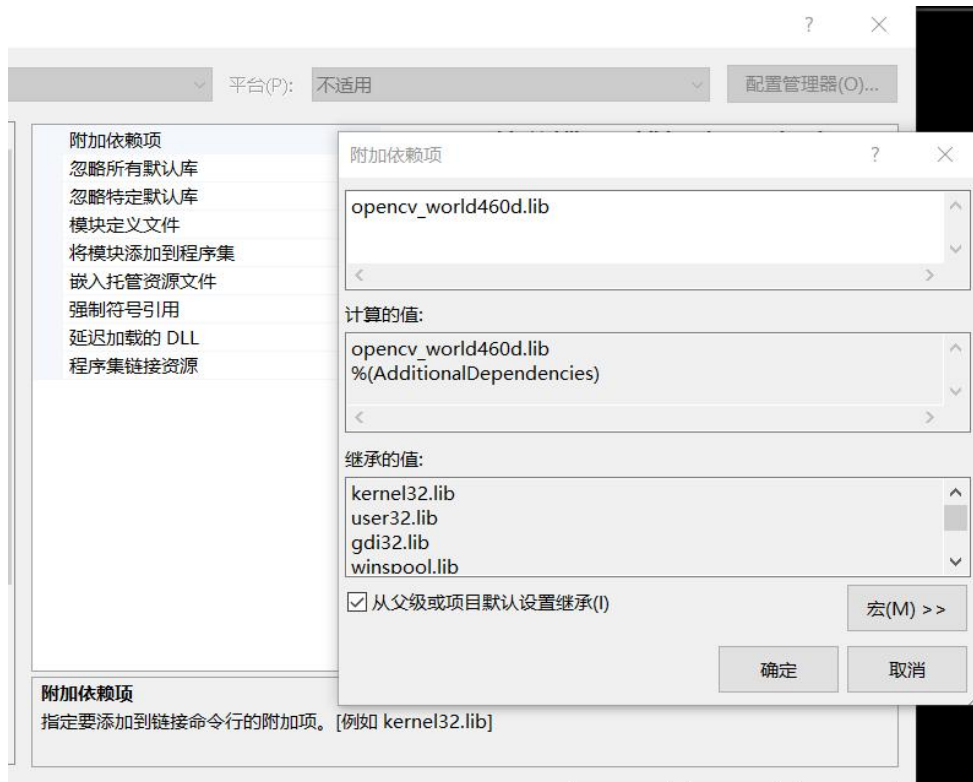 平台(P):
不适用
配置管理器(O)...
附加依赖项
忽略所有默认库
忽略特定默认库
模块定义文件
将模块添加到程序集
嵌入托管资源文件
强制符号引用
延迟加载的 DLL
程序集链接资源
附加依赖项
opencv_world460d.lib
计算的值:
opencv_world460d.lib
%(AdditionalDependencies)
继承的值:
kernel32.lib
user32.lib
gdi32.lib
winspool.lib
从父级或项目默认设置继承(I)
宏(M) >>
确定
取消
附加依赖项
指定要添加到链接命令行的附加项。[例如 kernel32.lib]